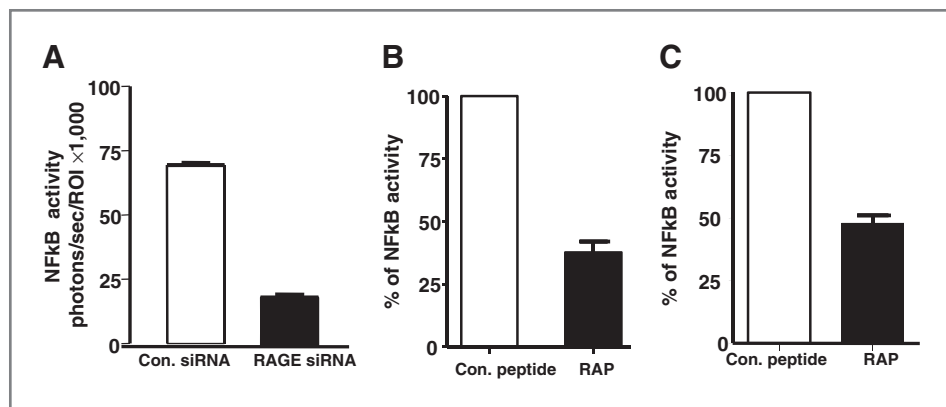 A
NFkB activity
photons/sec/ROI ×1,000
100
75
50
25
0
Con. siRNA RAGE siRNA
B
% of NFkB activity
100
75
50
25
0
Con. peptide RAP
C
% of NFkB activity
100
75
50
25
0
Con. peptide RAP